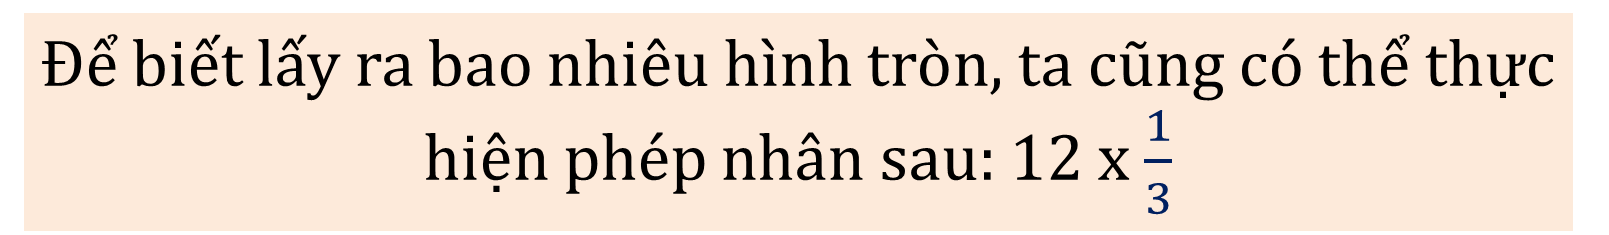 Để biết lấy ra bao nhiêu hình tròn, ta cũng có thể thực
hiện phép nhân sau: 12 x 1/3